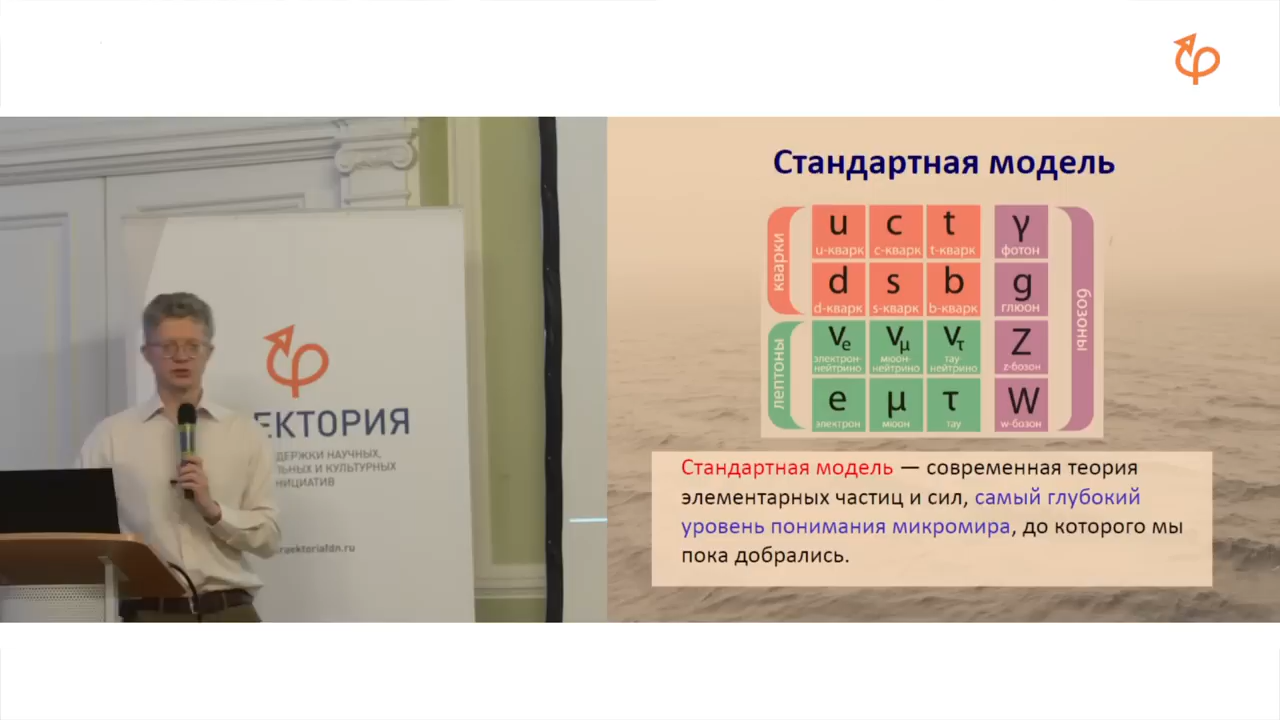 ЕКТОРИЯ
ДЕРЖКИ НАУЧНЫХ,
ЛЬНЫХ И КУЛЬТУРНЫХ
НИЦИАТИВ
raektoriafdn.ru
Стандартная модель
кварки
лептоны
бозоны
u c t γ
u-кварк c-кварк t-кварк фотон
d s b g
d-кварк s-кварк b-кварк глюон
νe νμ ντ Z
электрон-нейтрино мюон-нейтрино тау-нейтрино z-бозон
e μ τ W
электрон мюон тау w-бозон
Стандартная модель — современная теория
элементарных частиц и сил, самый глубокий
уровень понимания микромира, до которого мы
пока добрались.